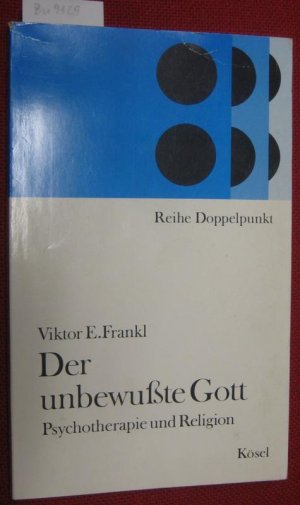 Reihe Doppelpunkt
Viktor E. Frankl
Der
unbewußte Gott
Psychotherapie und Religion
Kösel